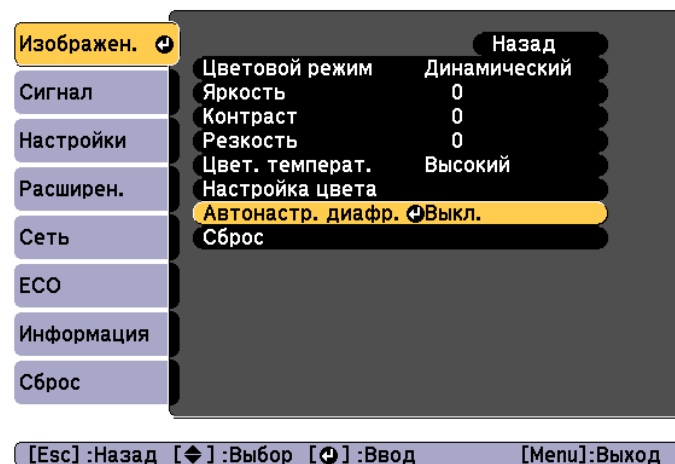 Изображен.
Сигнал
Настройки
Расширен.
Сеть
ECO
Информация
Сброс
Назад
Цветовой режим Динамический
Яркость 0
Контраст 0
Резкость 0
Цвет. температ. Высокий
Настройка цвета
Автонастр. диафр. Выкл.
Сброс
[Esc] :Назад [◆] :Выбор [⏎] :Ввод [Menu]:Выход